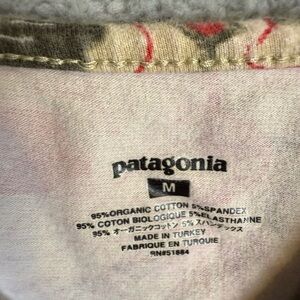 patagonia
M
95%ORGANIC COTTON 5%SPANDEX
95% COTON BIOLOGIQUE 5%ELASTHANNE
95% オーガニックコットン 5% スパンデックス
MADE IN TURKEY
FABRIQUE EN TURQUIE
RN#51884